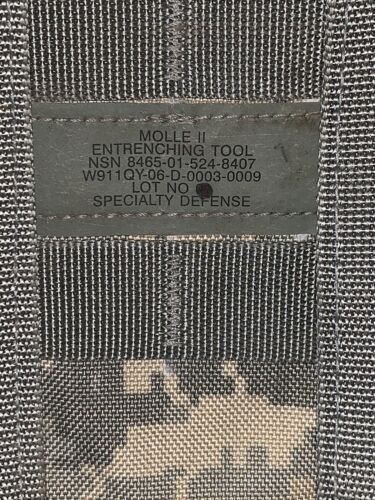 MOLLE II
ENTRENCHING TOOL
NSN 8465-01-524-8407
W911QY-06-D-0003-0009
LOT NO
SPECIALTY DEFENSE